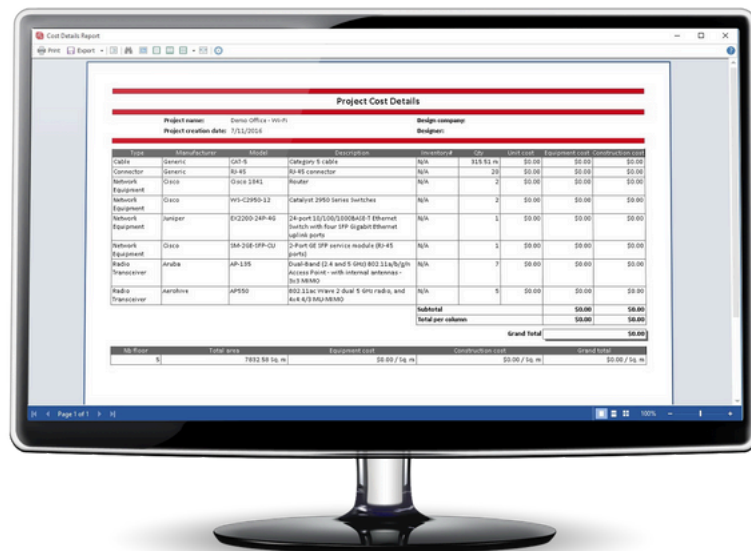 Cost Details Report
Print Export
Project Cost Details
Project name: Demo Office - Wi-Fi Design company:
Project creation date: 7/11/2016 Designer:
Type Manufacturer Model Description Inventory# Qty Unit cost Equipment cost Construction cost
Cable Generic CAT-5 Category 5 cable N/A 315.51 m $0.00 $0.00 $0.00
Connector Generic RJ-45 RJ-45 connector N/A 20 $0.00 $0.00 $0.00
Network Cisco Cisco 1841 Router N/A 2 $0.00 $0.00 $0.00
Equipment
Network Cisco WS-C2950-12 Catalyst 2950 Series Switches N/A 2 $0.00 $0.00 $0.00
Equipment
Network Juniper EX2200-24P-4G 24-port 10/100/1000BASE-T Ethernet N/A 1 $0.00 $0.00 $0.00
Equipment Switch with four SFP Gigabit Ethernet
uplink ports
Network Cisco SM-2GE-SFP-CU 2-Port GE SFP service module (RJ-45 N/A 1 $0.00 $0.00 $0.00
Equipment ports)
Radio Aruba AP-135 Dual-Band (2.4 and 5 GHz) 802.11a/b/g/n N/A 7 $0.00 $0.00 $0.00
Transceiver Access Point - with internal antennas -
3x3 MIMO
Radio Aerohive AP550 802.11ac Wave 2 dual 5 GHz radio, and N/A 5 $0.00 $0.00 $0.00
Transceiver 4x4 MU-MIMO
Subtotal $0.00 $0.00
Total per column $0.00 $0.00
Grand Total $0.00
Nb floor Total area Equipment cost Construction cost Grand total
5 7892.58 Sq. m $0.00 / Sq. m $0.00 / Sq. m $0.00 / Sq. m
Page 1 of 1 100%